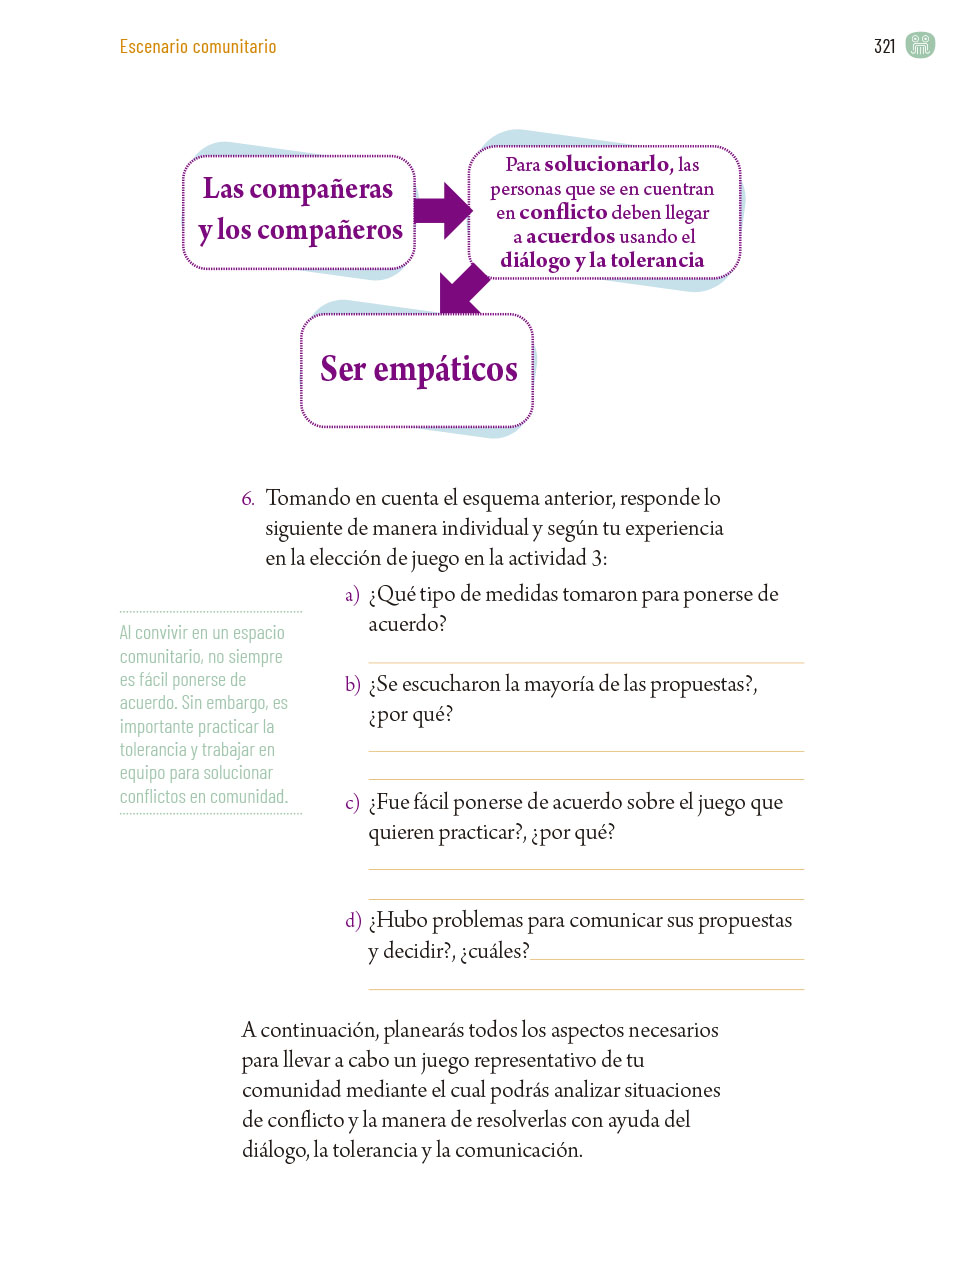 Escenario comunitario
321
Las compañeras
y los compañeros
Para solucionarlo, las
personas que se en cuentran
en conflicto deben llegar
a acuerdos usando el
diálogo y la tolerancia
Ser empáticos
6. Tomando en cuenta el esquema anterior, responde lo
siguiente de manera individual y según tu experiencia
en la elección de juego en la actividad 3:
a) ¿Qué tipo de medidas tomaron para ponerse de
acuerdo?
b) ¿Se escucharon la mayoría de las propuestas?,
¿por qué?
c) ¿Fue fácil ponerse de acuerdo sobre el juego que
quieren practicar?, ¿por qué?
d) ¿Hubo problemas para comunicar sus propuestas
y decidir?, ¿cuáles?
Al convivir en un espacio
comunitario, no siempre
es fácil ponerse de
acuerdo. Sin embargo, es
importante practicar la
tolerancia y trabajar en
equipo para solucionar
conflictos en comunidad.
A continuación, planearás todos los aspectos necesarios
para llevar a cabo un juego representativo de tu
comunidad mediante el cual podrás analizar situaciones
de conflicto y la manera de resolverlas con ayuda del
diálogo, la tolerancia y la comunicación.